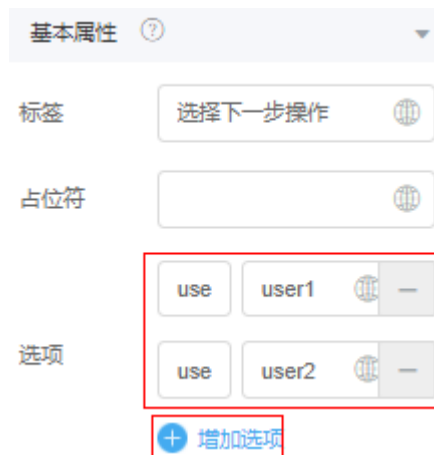 基本属性 ?
标签 选择下一步操作
占位符
use user1
选项
use user2
增加选项